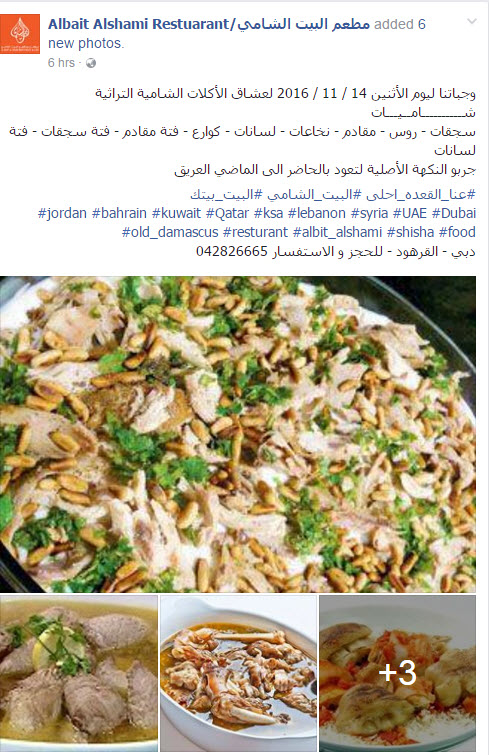 Albait Alshami Restuarant/مطعم البيت الشامي added 6
new photos.
6 hrs ·
وجباتنا ليوم الأثنين 14 / 11 / 2016 لعشاق الأكلات الشامية التراثية
شـــــــــــامــيــــات
سجقات - روس - مقادم - نخاعات - لسانات - كوارع - فتة مقادم - فتة سجقات - فتة
لسانات
جربو النكهة الأصلية لتعود بالحاضر الى الماضي العريق
#عنا_القعده_احلى #البيت_الشامي #البيت_بيتك
#jordan #bahrain #kuwait #Qatar #ksa #lebanon #syria #UAE #Dubai
#old_damascus #resturant #albit_alshami #shisha #food
دبي - القرهود - للحجز و الاستفسار 042826665
+3